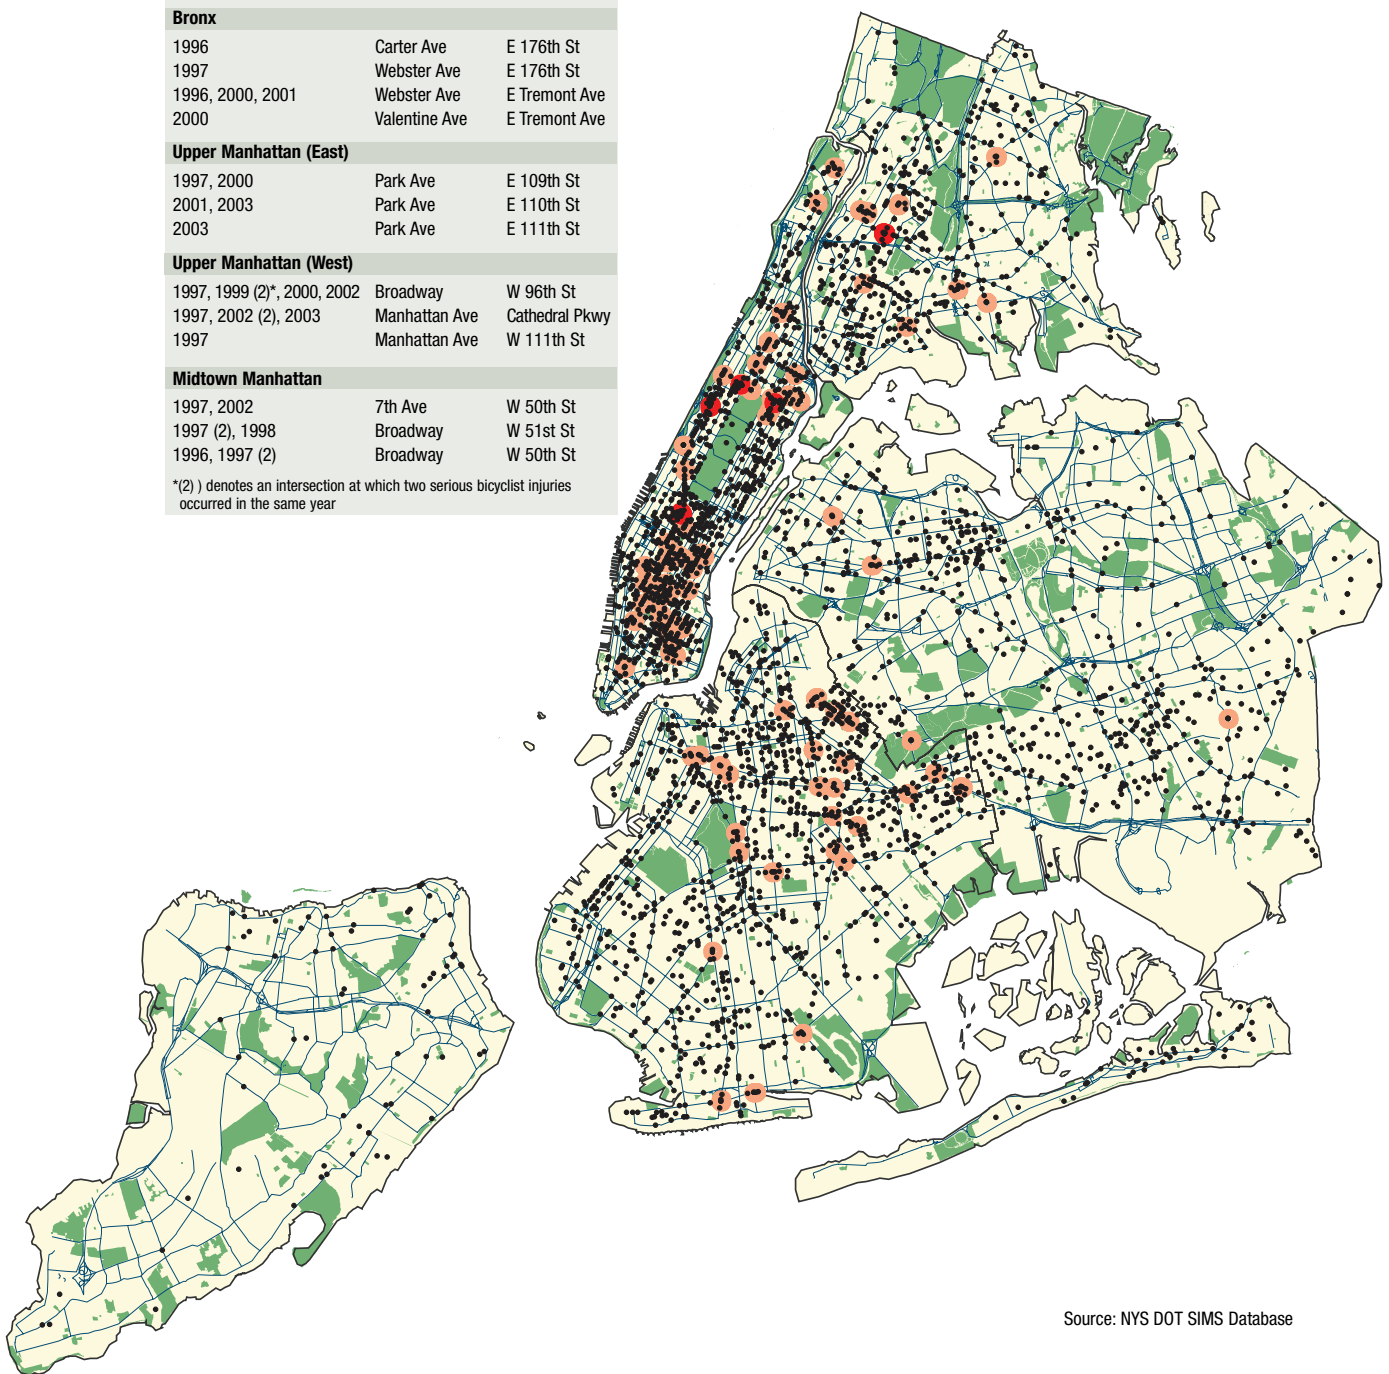 Bronx
1996 Carter Ave E 176th St
1997 Webster Ave E 176th St
1996, 2000, 2001 Webster Ave E Tremont Ave
2000 Valentine Ave E Tremont Ave
Upper Manhattan (East)
1997, 2000 Park Ave E 109th St
2001, 2003 Park Ave E 110th St
2003 Park Ave E 111th St
Upper Manhattan (West)
1997, 1999 (2)*, 2000, 2002 Broadway W 96th St
1997, 2002 (2), 2003 Manhattan Ave Cathedral Pkwy
1997 Manhattan Ave W 111th St
Midtown Manhattan
1997, 2002 7th Ave W 50th St
1997 (2), 1998 Broadway W 51st St
1996, 1997 (2) Broadway W 50th St
*(2) ) denotes an intersection at which two serious bicyclist injuries
occurred in the same year
Source: NYS DOT SIMS Database